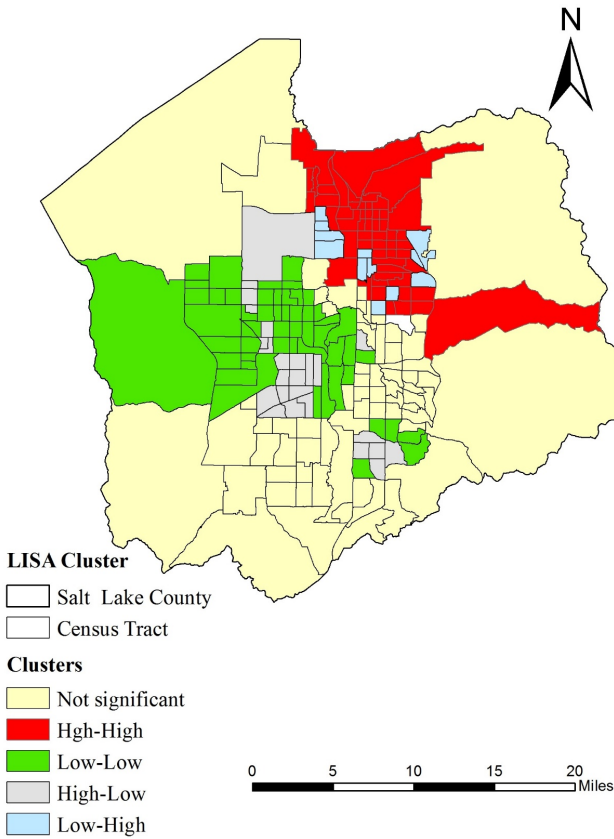 N
LISA Cluster
Salt Lake County
Census Tract
Clusters
Not significant
Hgh-High
Low-Low
High-Low
Low-High
0 5 10 15 20
Miles